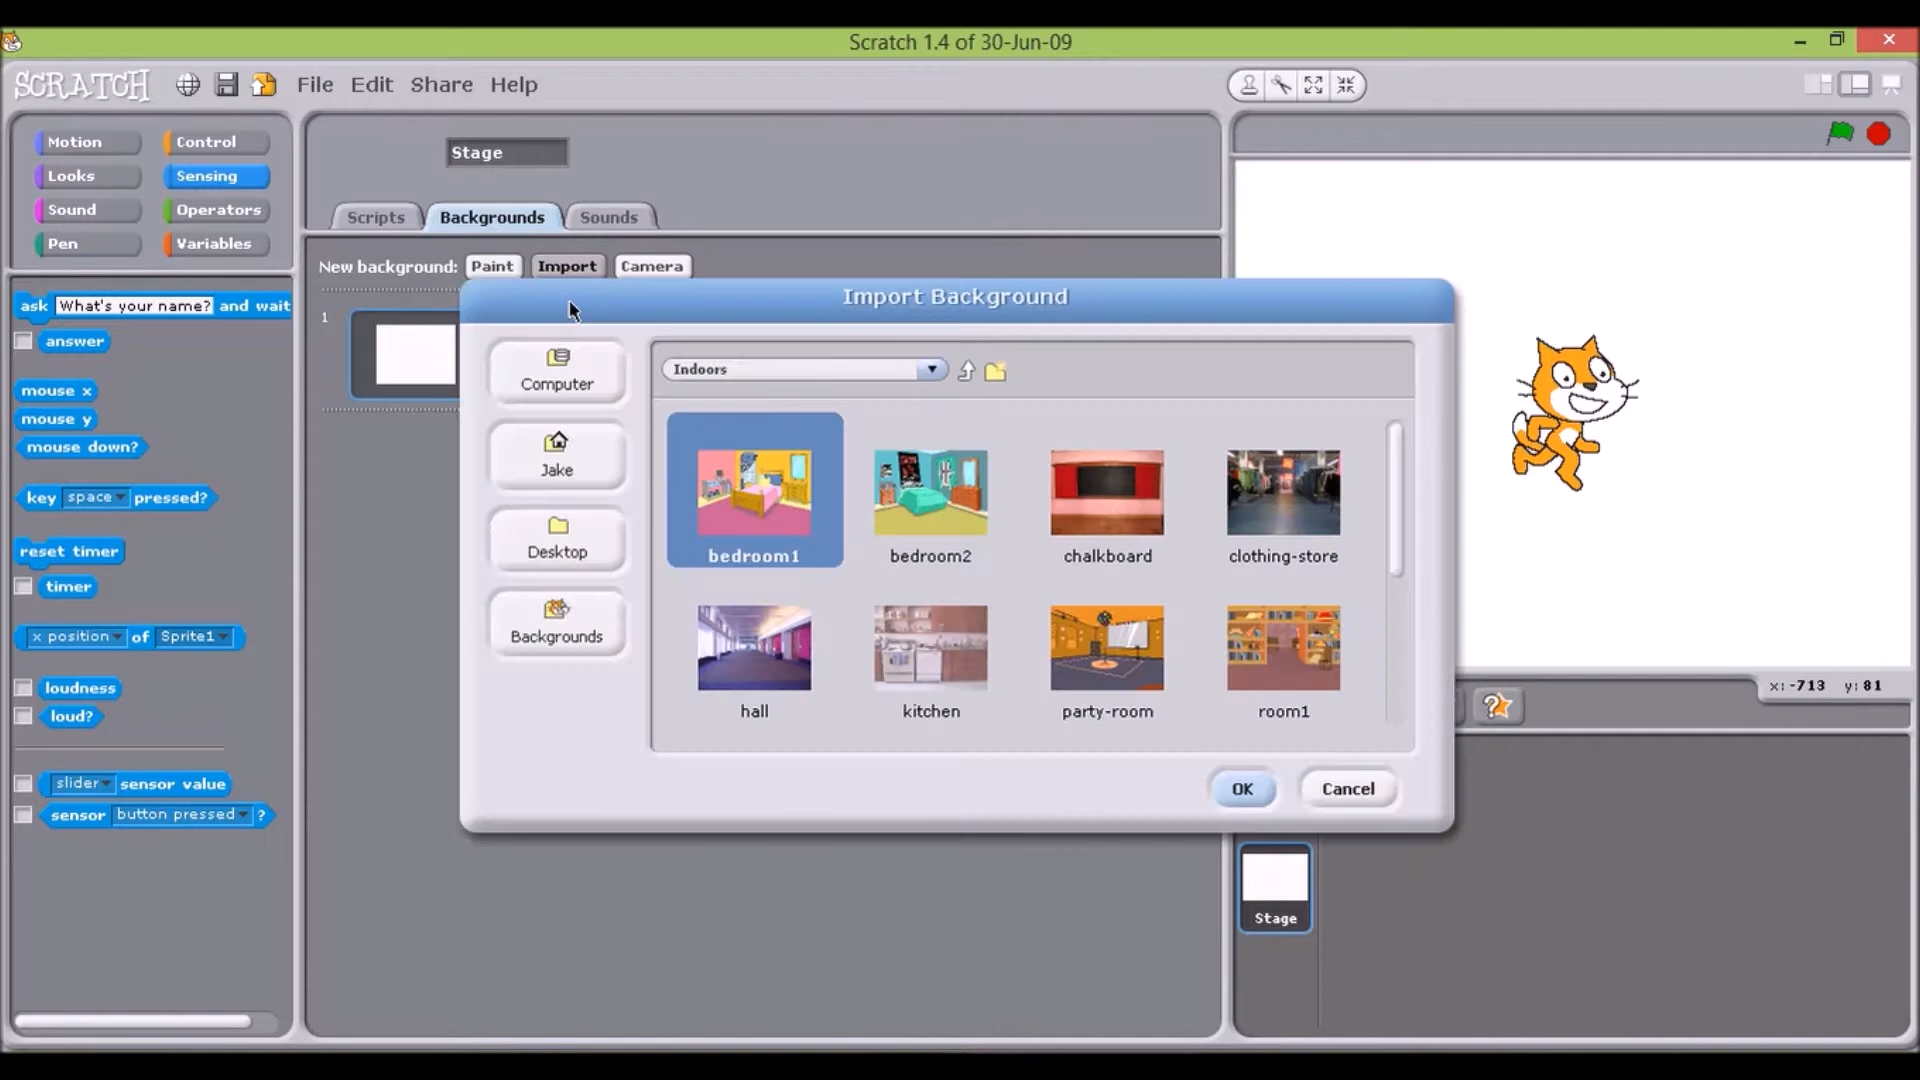 Scratch 1.4 of 30-Jun-09
SCRATCH File Edit Share Help
Motion Control
Looks Sensing
Sound Operators
Pen Variables
Stage
Scripts Backgrounds Sounds
New background: Paint Import Camera
1
ask What's your name? and wait
answer
mouse x
mouse y
mouse down?
key space pressed?
reset timer
timer
x position of Sprite1
loudness
loud?
slider sensor value
sensor button pressed ?
Import Background
Computer
Jake
Desktop
Backgrounds
Indoors
bedroom1 bedroom2 chalkboard clothing-store
hall kitchen party-room room1
OK Cancel
x: -713 y: 81
Stage